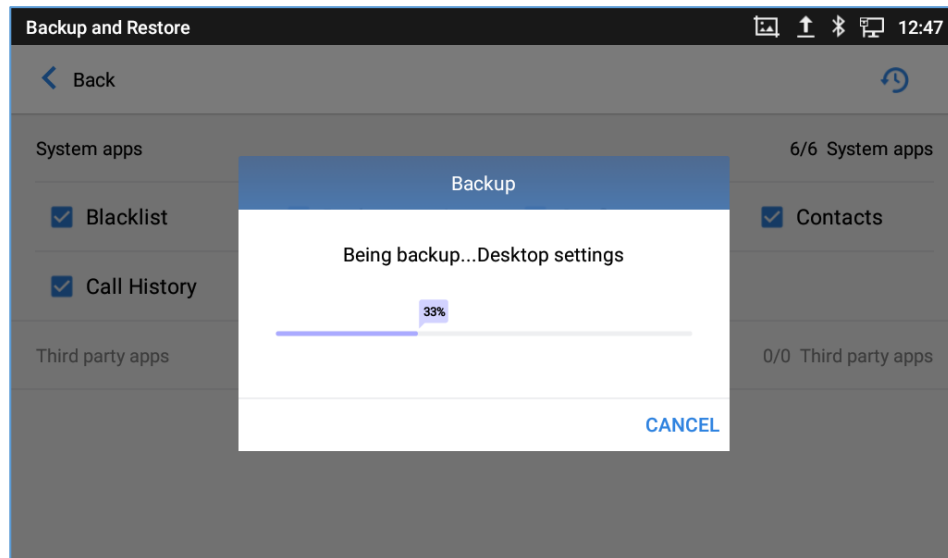 Backup and Restore 12:47
Back
System apps 6/6 System apps
Backup
Blacklist Contacts
Being backup...Desktop settings
Call History
33%
Third party apps 0/0 Third party apps
CANCEL